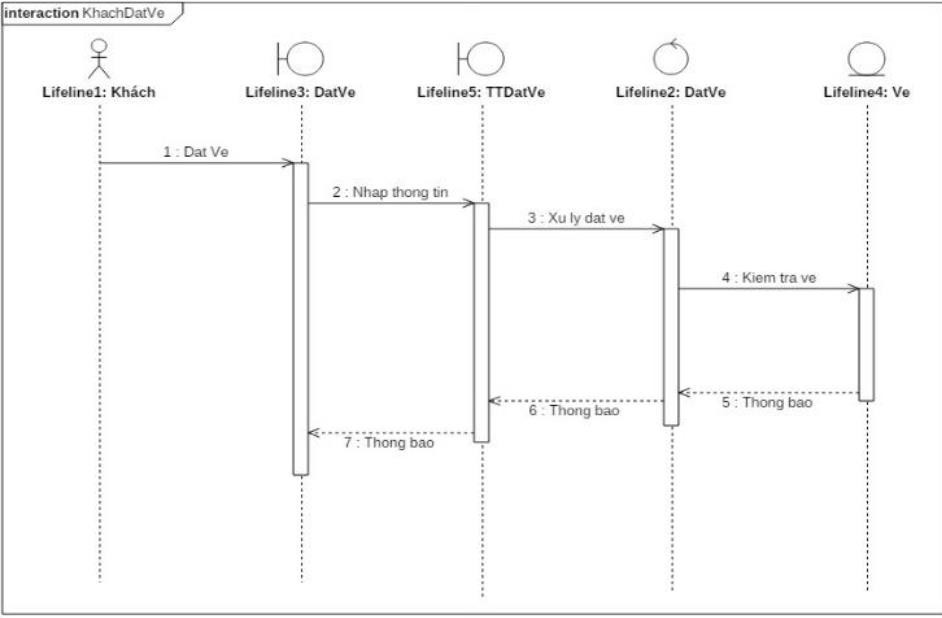 interaction KhachDatVe
Lifeline1: Khách
Lifeline3: DatVe
Lifeline5: TTDatVe
Lifeline2: DatVe
Lifeline4: Ve
1 : Dat Ve
2 : Nhap thong tin
3 : Xu ly dat ve
4 : Kiem tra ve
5 : Thong bao
6 : Thong bao
7 : Thong bao